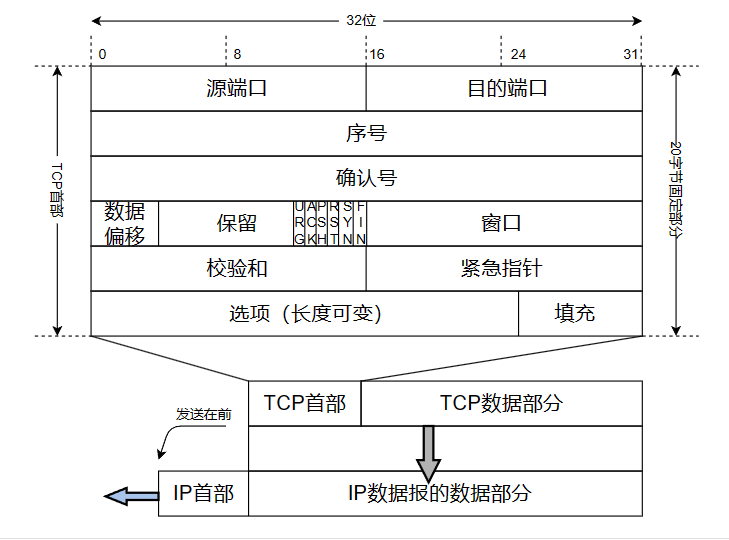 32位
0 8 16 24 31
源端口 目的端口
序号
确认号
数据偏移 保留 URG ACK PSH RST SYN FIN 窗口
校验和 紧急指针
选项（长度可变） 填充
TCP首部
20字节固定部分
TCP首部 TCP数据部分
发送在前
IP首部 IP数据报的数据部分